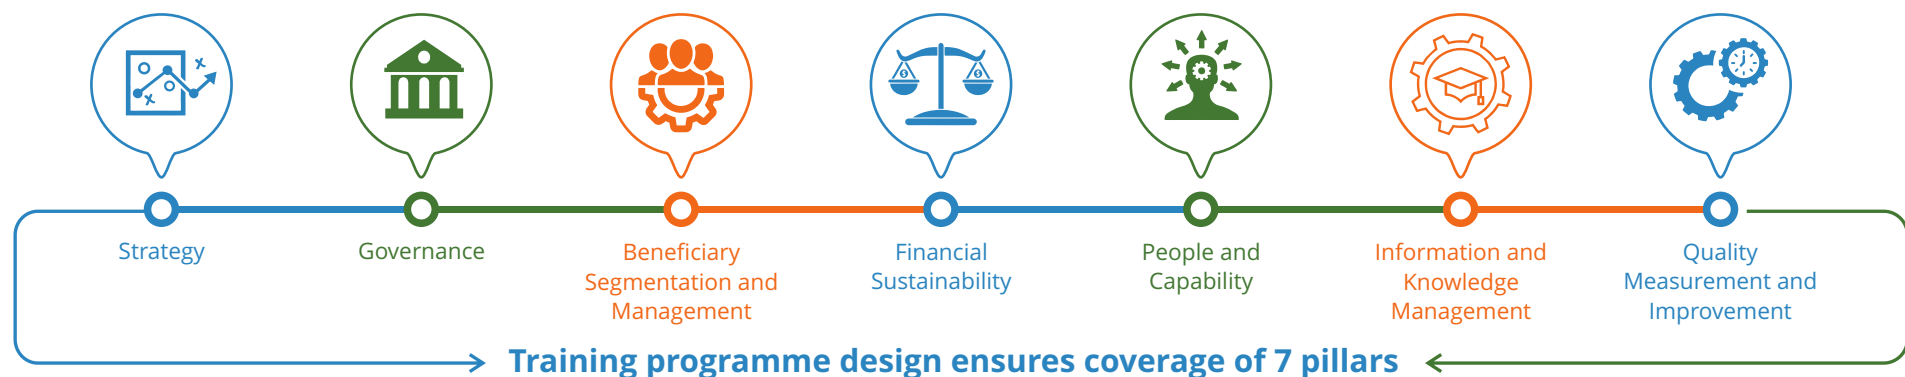 Strategy
Governance
Beneficiary
Segmentation and
Management
Financial
Sustainability
People and
Capability
Information and
Knowledge
Management
Quality
Measurement and
Improvement
Training programme design ensures coverage of 7 pillars